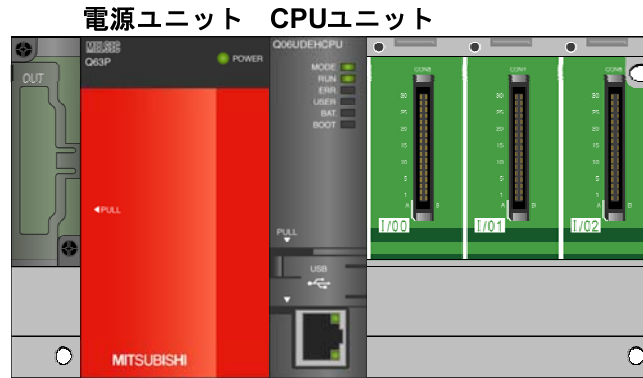 電源ユニット CPUユニット
MELSEC
Q63P
POWER
OUT
PULL
MITSUBISHI
Q06UDEHCPU
MODE
RUN
ERR
USER
BAT
BOOT
PULL
USB
I/00
I/01
I/02